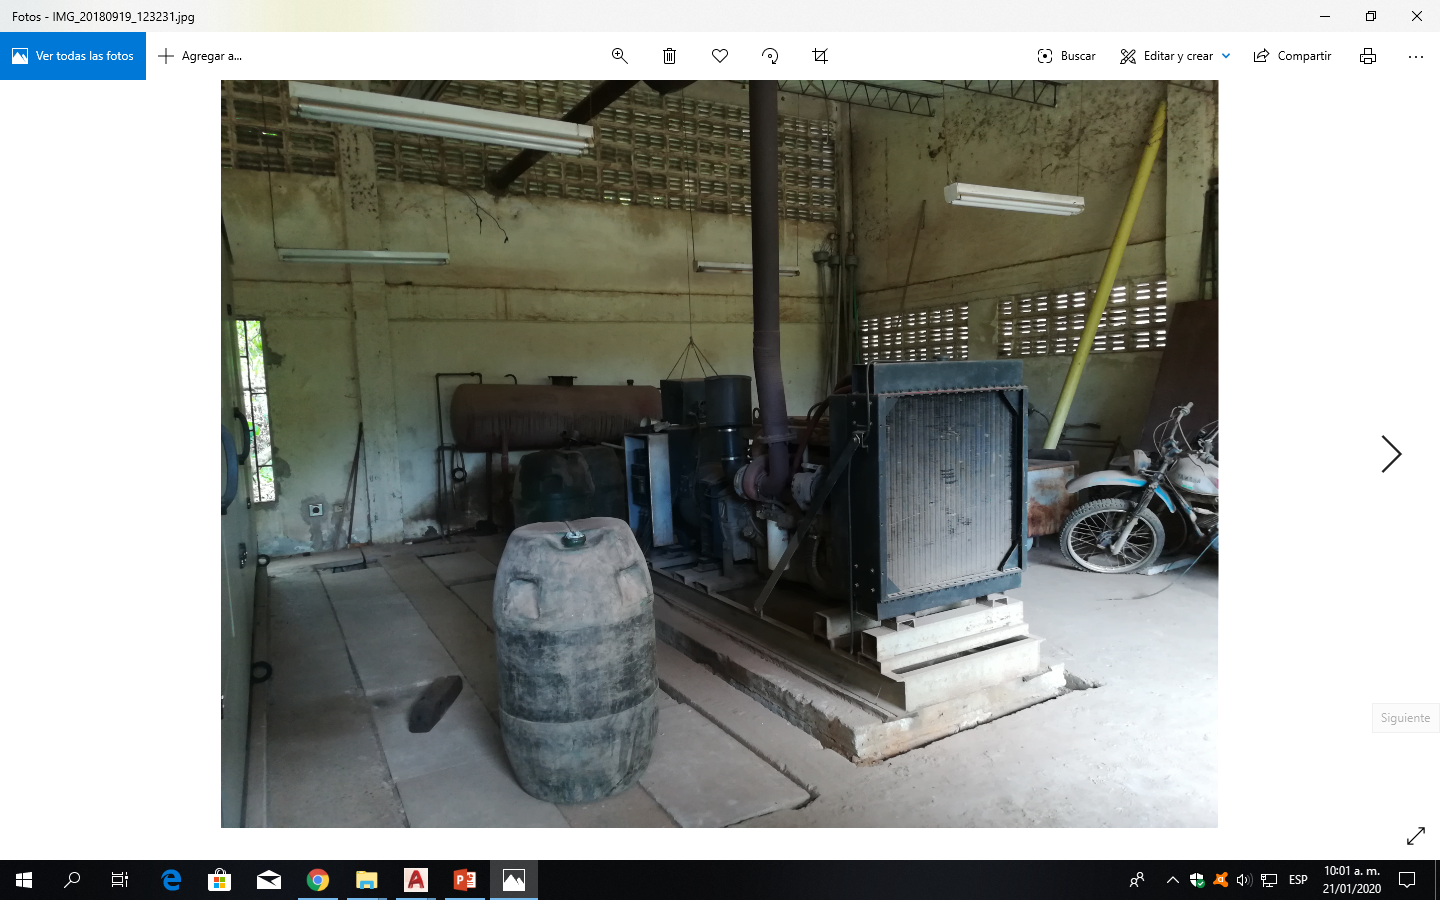 Fotos - IMG_20180919_123231.jpg
Ver todas las fotos
Agregar a...
Buscar
Editar y crear
Compartir
Siguiente
ESP
10:01 a. m.
21/01/2020